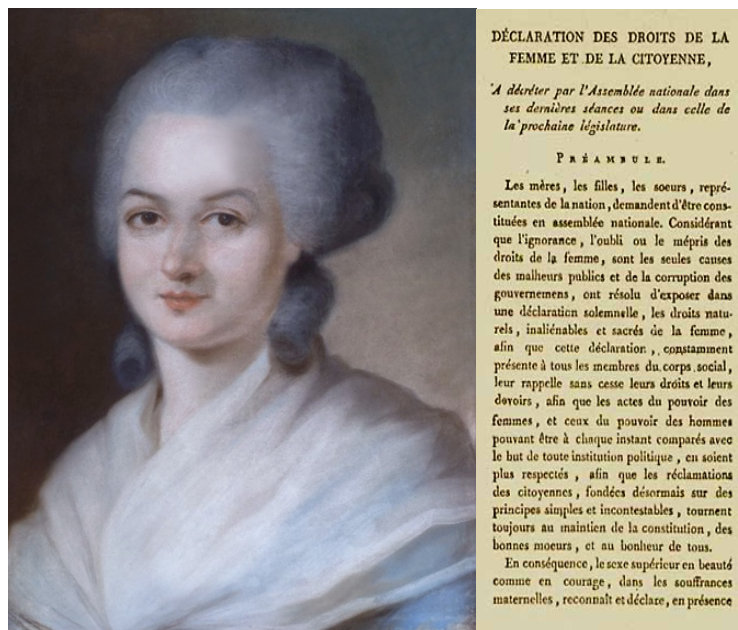 DÉCLARATION DES DROITS DE LA
FEMME ET DE LA CITOYENNE,
A décréter par l'Assemblée nationale dans
ses dernières séances ou dans celle de
la prochaine législature.
PRÉAMBULE.
Les mères, les filles, les soeurs, repré-
sentantes de la nation, demandent d'être cons-
tituées en assemblée nationale. Considérant
que l'ignorance, l'oubli ou le mépris des
droits de la femme, sont les seules causes
des malheurs publics et de la corruption des
gouvernemens, ont résolu d'exposer dans
une déclaration solemnelle, les droits natu-
rels, inaliénables et sacrés de la femme,
afin que cette déclaration, constamment
présente à tous les membres du corps social,
leur rappelle sans cesse leurs droits et leurs
devoirs, afin que les actes du pouvoir des
femmes, et ceux du pouvoir des hommes
pouvant être à chaque instant comparés avec
le but de toute institution politique, en soient
plus respectés, afin que les réclamations
des citoyennes, fondées désormais sur des
principes simples et incontestables, tournent
toujours au maintien de la constitution, des
bonnes moeurs, et au bonheur de tous.
En conséquence, le sexe supérieur en beauté
comme en courage, dans les souffrances
maternelles, reconnaît et déclare, en présence